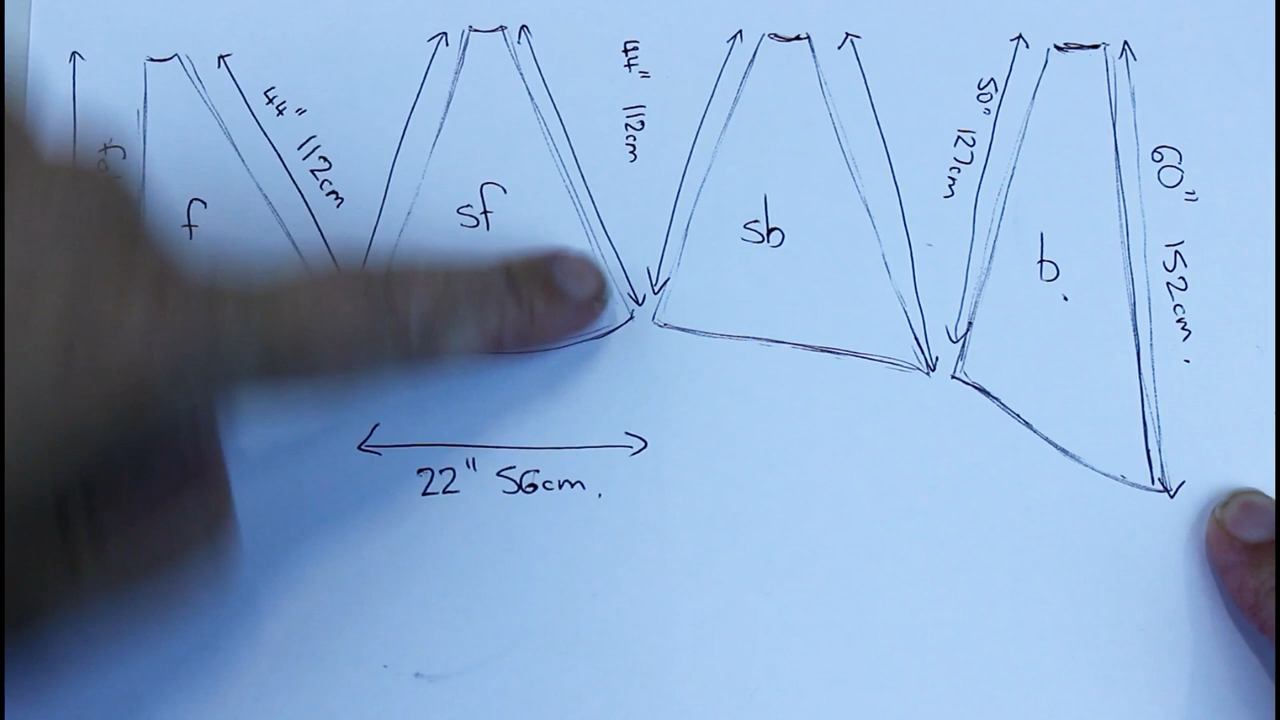 44" 112cm
f
sf
44" 112cm
sb
50" 127cm
b.
60" 152cm.
22" 56cm.